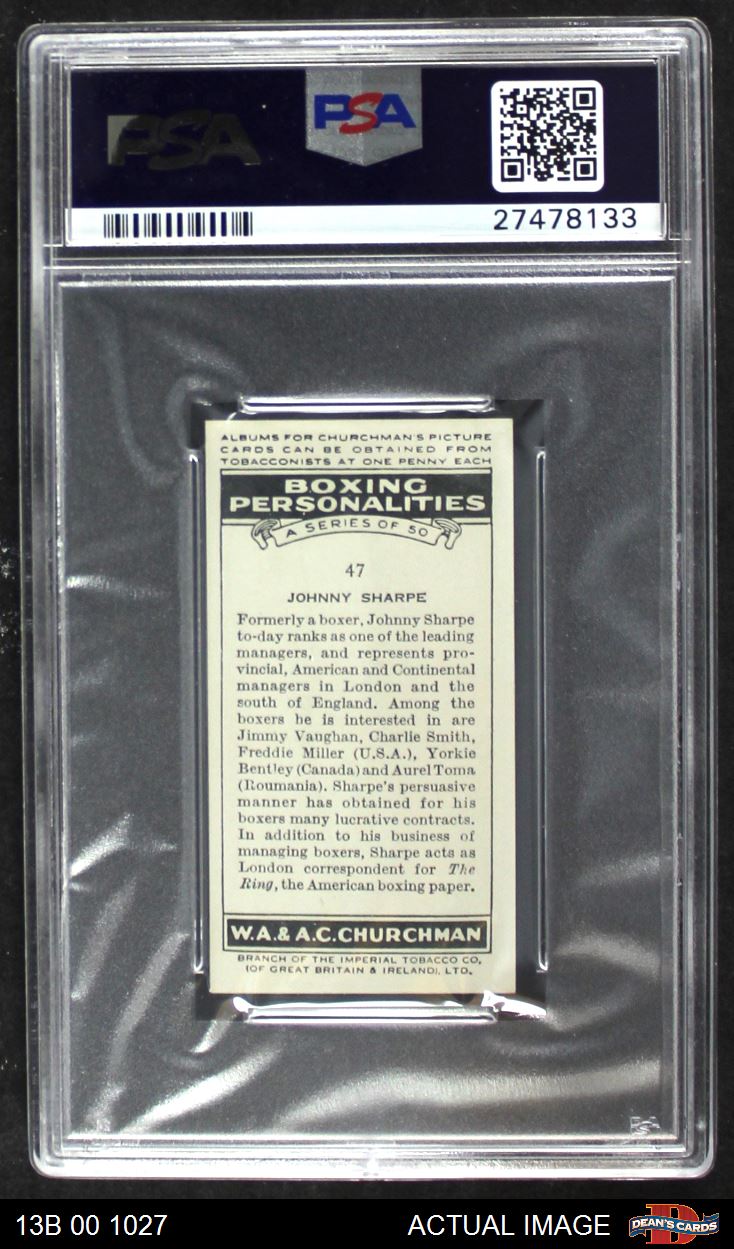 PSA
PSA
27478133
ALBUMS FOR CHURCHMAN'S PICTURE
CARDS CAN BE OBTAINED FROM
TOBACCONISTS AT ONE PENNY EACH
BOXING
PERSONALITIES
A SERIES OF 50
47
JOHNNY SHARPE
Formerly a boxer, Johnny Sharpe
to-day ranks as one of the leading
managers, and represents pro-
vincial, American and Continental
managers in London and the
south of England. Among the
boxers he is interested in are
Jimmy Vaughan, Charlie Smith,
Freddie Miller (U.S.A.), Yorkie
Bentley (Canada) and Aurel Toma
(Roumania). Sharpe's persuasive
manner has obtained for his
boxers many lucrative contracts.
In addition to his business of
managing boxers, Sharpe acts as
London correspondent for The
Ring, the American boxing paper.
W.A. & A.C. CHURCHMAN
BRANCH OF THE IMPERIAL TOBACCO CO.
(OF GREAT BRITAIN & IRELAND), LTD.
PSA
13B 00 1027
ACTUAL IMAGE
DEAN'S CARDS